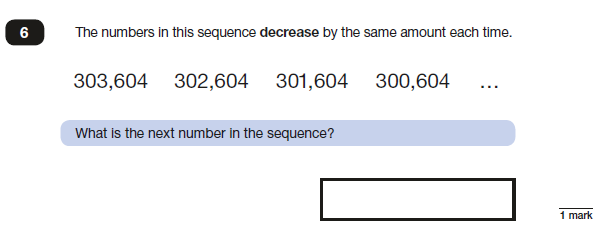 6
The numbers in this sequence decrease by the same amount each time.
303,604 302,604 301,604 300,604 ...
What is the next number in the sequence?
1 mark